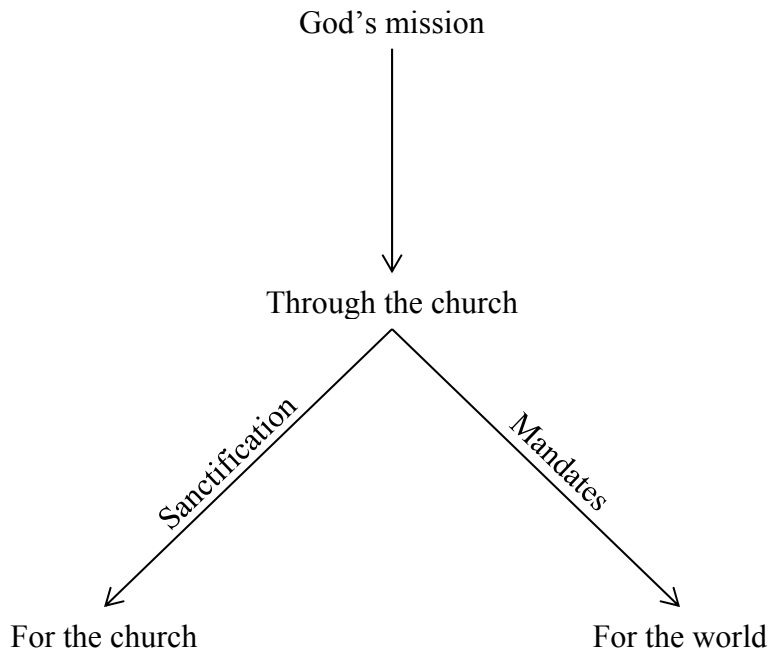 God’s mission
Through the church
Sanctification
Mandates
For the church
For the world